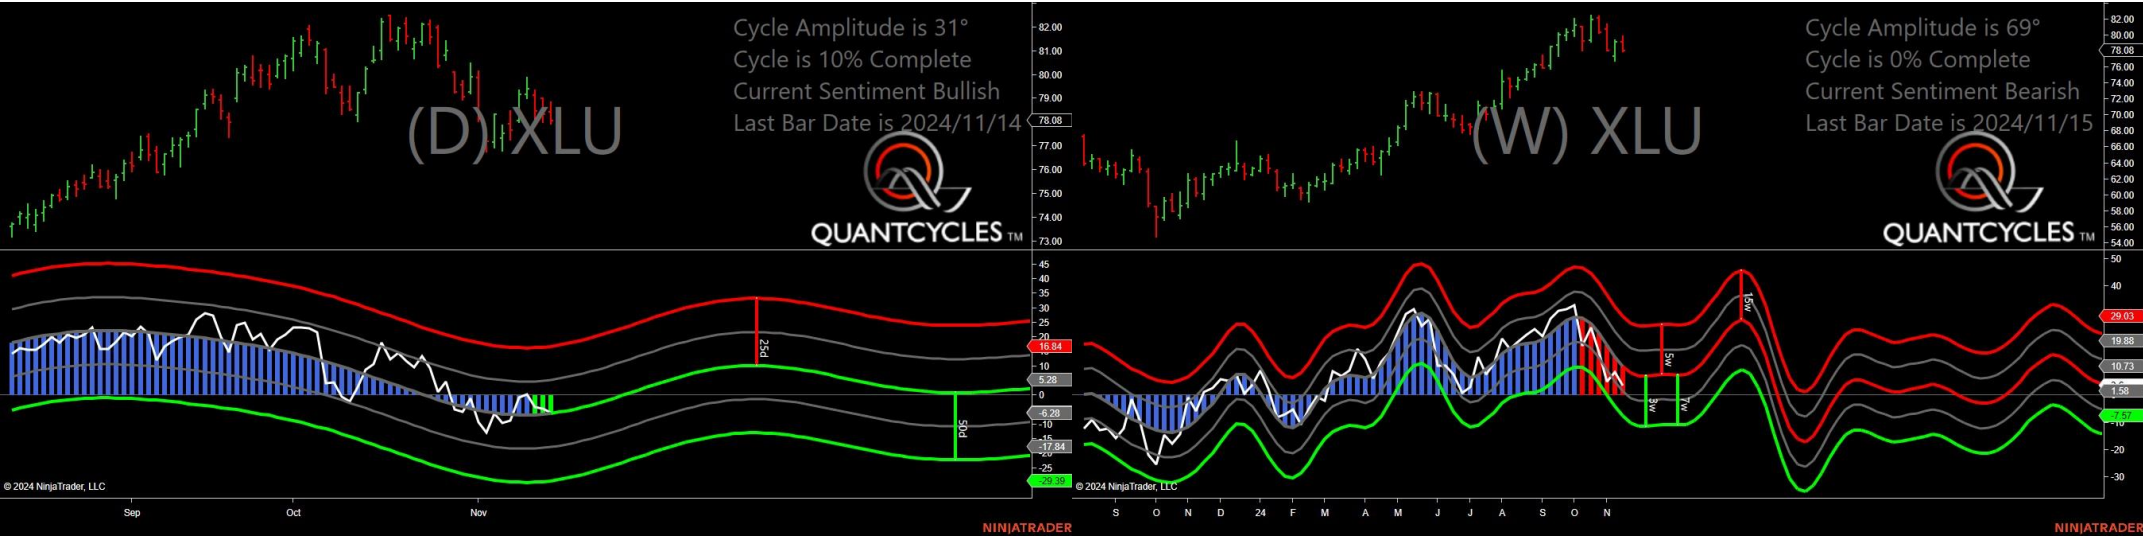 Cycle Amplitude is 31°
Cycle is 10% Complete
Current Sentiment Bullish
Last Bar Date is 2024/11/14
(D) XLU
QUANTCYCLES TM
82.00
81.00
80.00
79.00
78.08
77.00
76.00
75.00
74.00
73.00
45
40
35
30
25
20
16.84
10
5.28
0
-6.28
-10
-15
-17.84
-25
-29.39
25d
50d
© 2024 NinjaTrader, LLC
Sep
Oct
Nov
NINJATRADER
Cycle Amplitude is 69°
Cycle is 0% Complete
Current Sentiment Bearish
Last Bar Date is 2024/11/15
(W) XLU
QUANTCYCLES TM
82.00
80.00
78.08
76.00
74.00
72.00
70.00
68.00
66.00
64.00
62.00
60.00
58.00
56.00
54.00
50
40
29.03
19.88
10.73
1.58
-7.57
-10
-20
-30
5w
15w
3w
7w
© 2024 NinjaTrader, LLC
S O N D 24 F M A M J J A S O N
NINJATRADER